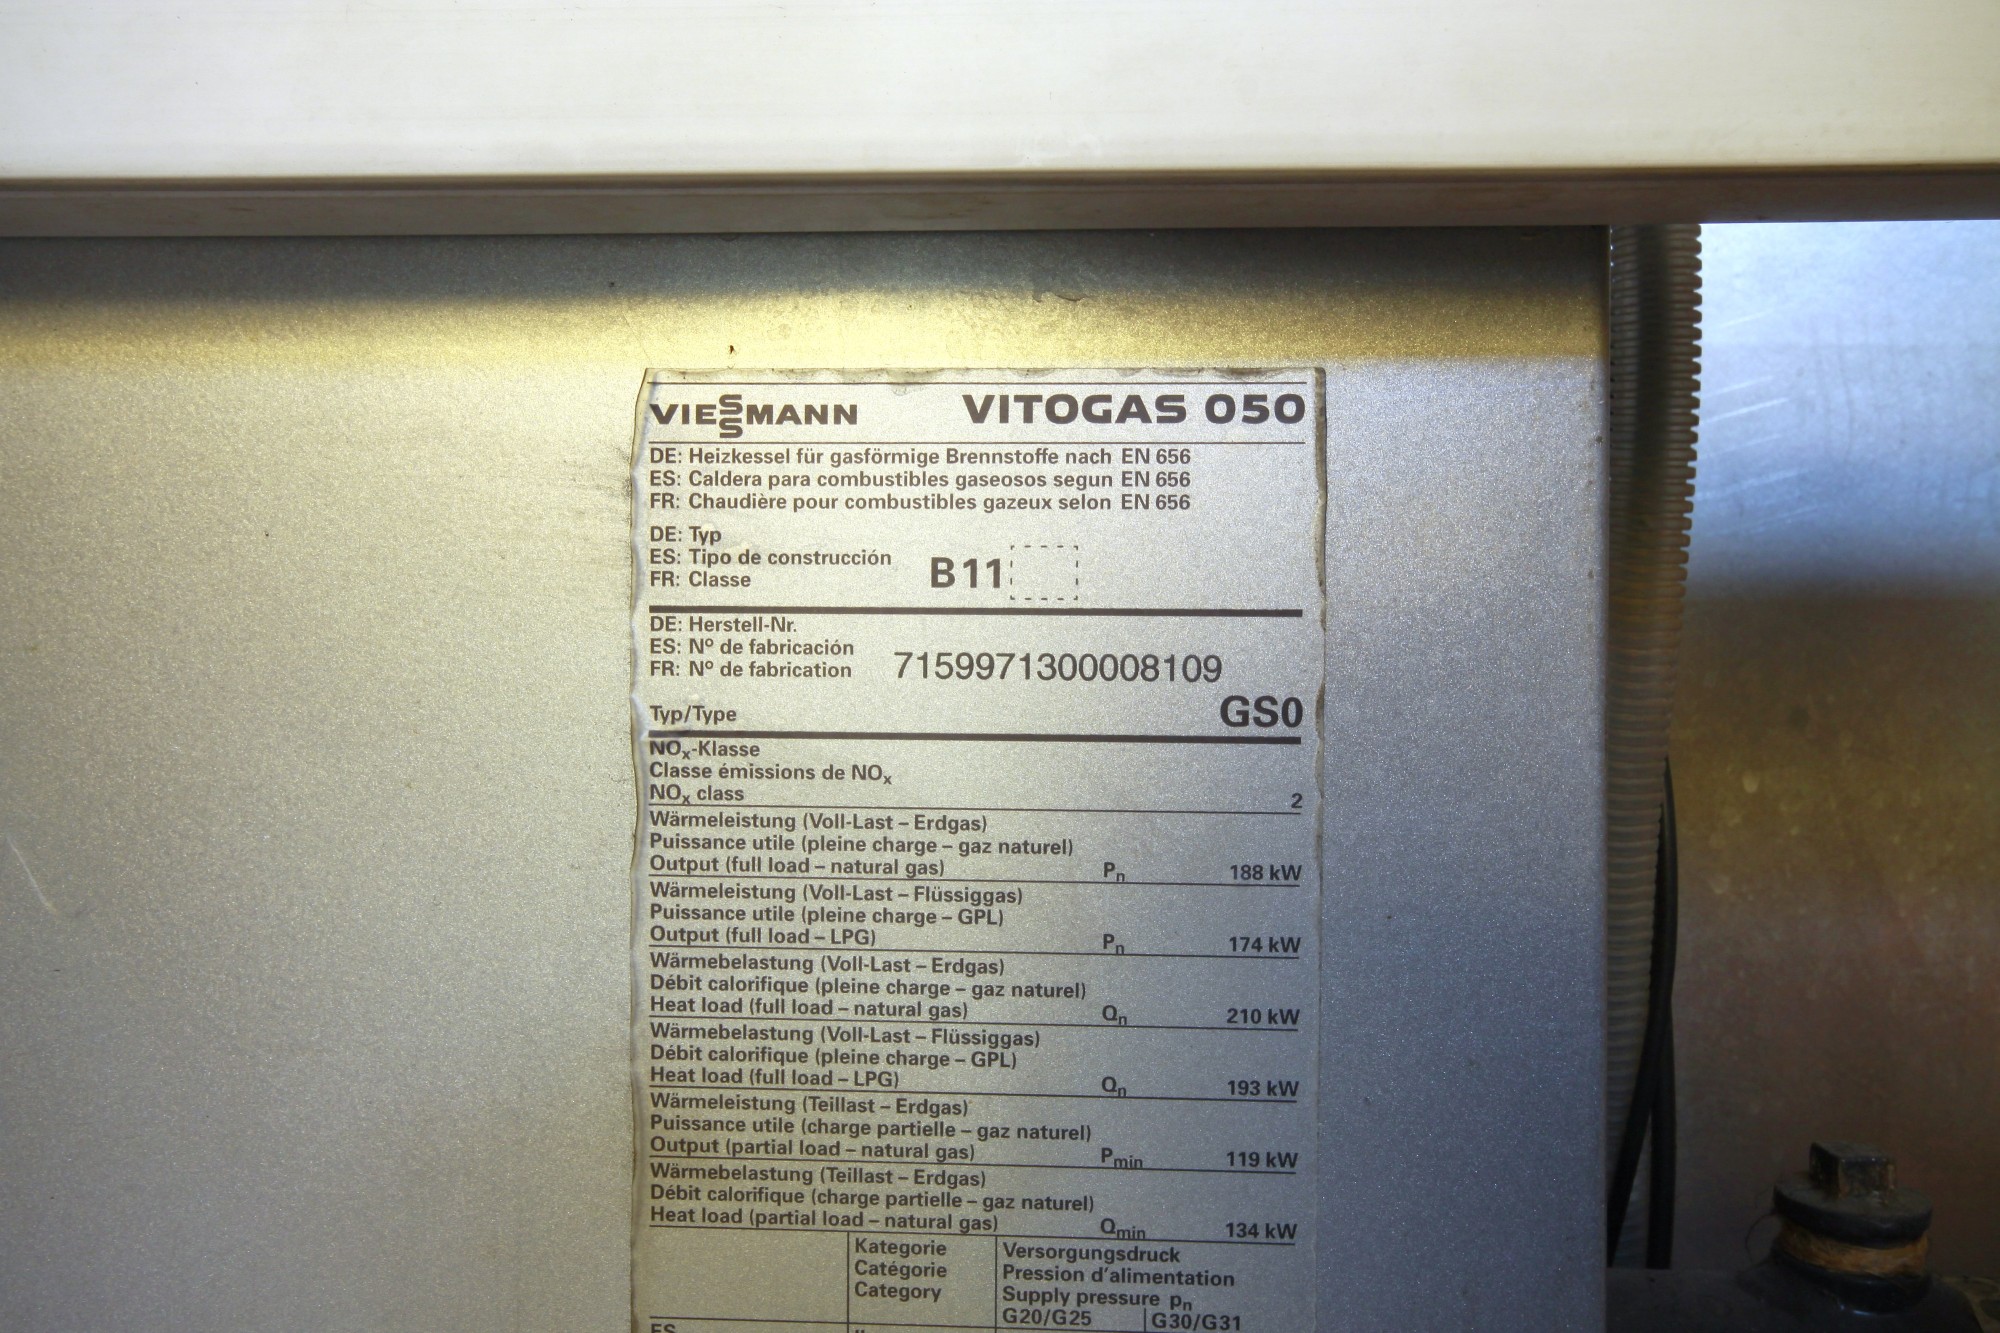 VIESSMANN VITOGAS 050
DE: Heizkessel für gasförmige Brennstoffe nach EN 656
ES: Caldera para combustibles gaseosos segun EN 656
FR: Chaudière pour combustibles gazeux selon EN 656
DE: Typ
ES: Tipo de construcción
FR: Classe
B11
DE: Herstell-Nr.
ES: Nº de fabricación
FR: Nº de fabrication
7159971300008109
Typ/Type GS0
NOx-Klasse
Classe émissions de NOx
NOx class 2
Wärmeleistung (Voll-Last – Erdgas)
Puissance utile (pleine charge – gaz naturel)
Output (full load – natural gas) Pn 188 kW
Wärmeleistung (Voll-Last – Flüssiggas)
Puissance utile (pleine charge – GPL)
Output (full load – LPG) Pn 174 kW
Wärmebelastung (Voll-Last – Erdgas)
Débit calorifique (pleine charge – gaz naturel)
Heat load (full load – natural gas) Qn 210 kW
Wärmebelastung (Voll-Last – Flüssiggas)
Débit calorifique (pleine charge – GPL)
Heat load (full load – LPG) Qn 193 kW
Wärmeleistung (Teillast – Erdgas)
Puissance utile (charge partielle – gaz naturel)
Output (partial load – natural gas) Pmin 119 kW
Wärmebelastung (Teillast – Erdgas)
Débit calorifique (charge partielle – gaz naturel)
Heat load (partial load – natural gas) Qmin 134 kW
Kategorie
Catégorie
Category
Versorgungsdruck
Pression d'alimentation
Supply pressure pn
G20/G25 G30/G31
ES